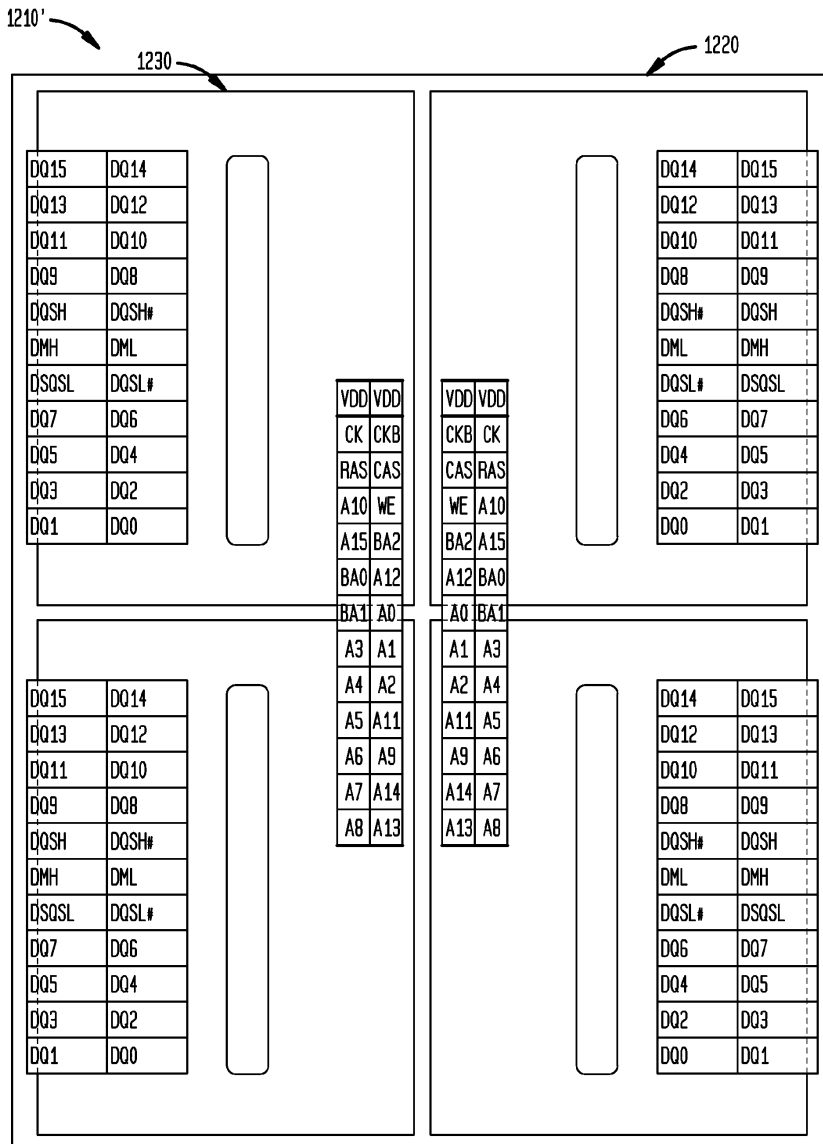 1210'
1230
1220
DQ15 DQ14
DQ13 DQ12
DQ11 DQ10
DQ9 DQ8
DQSH DQSH#
DMH DML
DSQSL DQSL#
DQ7 DQ6
DQ5 DQ4
DQ3 DQ2
DQ1 DQ0
DQ14 DQ15
DQ12 DQ13
DQ10 DQ11
DQ8 DQ9
DQSH# DQSH
DML DMH
DQSL# DSQSL
DQ6 DQ7
DQ4 DQ5
DQ2 DQ3
DQ0 DQ1
VDD VDD
CK CKB
RAS CAS
A10 WE
A15 BA2
BA0 A12
BA1 A0
A3 A1
A4 A2
A5 A11
A6 A9
A7 A14
A8 A13
VDD VDD
CKB CK
CAS RAS
WE A10
BA2 A15
A12 BA0
A0 BA1
A1 A3
A2 A4
A11 A5
A9 A6
A14 A7
A13 A8
DQ15 DQ14
DQ13 DQ12
DQ11 DQ10
DQ9 DQ8
DQSH DQSH#
DMH DML
DSQSL DQSL#
DQ7 DQ6
DQ5 DQ4
DQ3 DQ2
DQ1 DQ0
DQ14 DQ15
DQ12 DQ13
DQ10 DQ11
DQ8 DQ9
DQSH# DQSH
DML DMH
DQSL# DSQSL
DQ6 DQ7
DQ4 DQ5
DQ2 DQ3
DQ0 DQ1